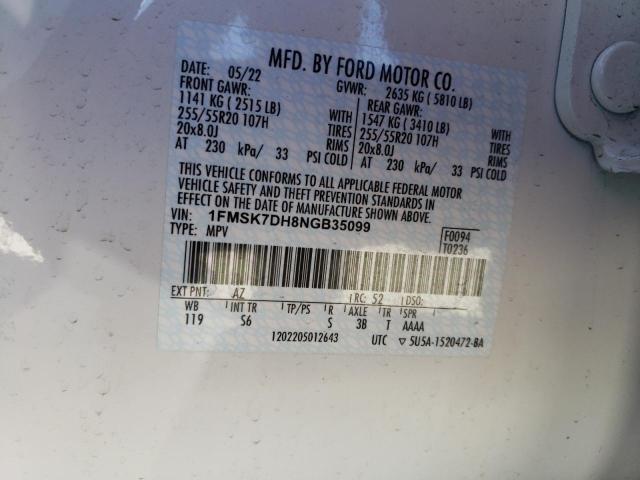 MFD. BY FORD MOTOR CO.
DATE: 05/22 GVWR: 2635 KG ( 5810 LB)
FRONT GAWR: REAR GAWR:
1141 KG ( 2515 LB) 1547 KG ( 3410 LB)
255/55R20 107H WITH TIRES 255/55R20 107H WITH TIRES
20x8.0J RIMS 20x8.0J RIMS
AT 230 kPa/ 33 PSI COLD AT 230 kPa/ 33 PSI COLD
THIS VEHICLE CONFORMS TO ALL APPLICABLE FEDERAL MOTOR
VEHICLE SAFETY AND THEFT PREVENTION STANDARDS IN
EFFECT ON THE DATE OF MANUFACTURE SHOWN ABOVE.
VIN: 1FMSK7DH8NGB35099
TYPE: MPV F0094
T0236
EXT PNT: AZ RC: 52 DSO:
WB INT TR TP/PS R AXLE TR SPR
119 S6 S 3B T AAAA
1202205012643 UTC 5U5A-1520472-BA